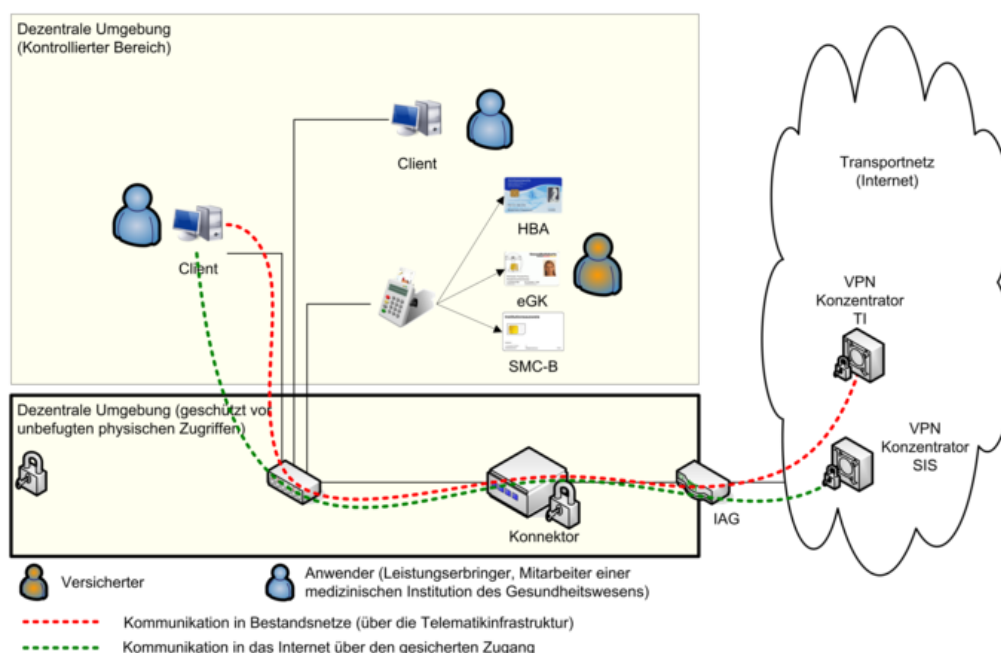 Dezentrale Umgebung
(Kontrollierter Bereich)
Client
HBA
Client
eGK
SMC-B
Transportnetz
(Internet)
VPN
Konzentrator
TI
Dezentrale Umgebung (geschützt vor
unbefugten physischen Zugriffen)
VPN
Konzentrator
SIS
Konnektor
IAG
Versicherter
Anwender (Leistungserbringer, Mitarbeiter einer
medizinischen Institution des Gesundheitswesens)
Kommunikation in Bestandsnetze (über die Telematikinfrastruktur)
Kommunikation in das Internet über den gesicherten Zugang